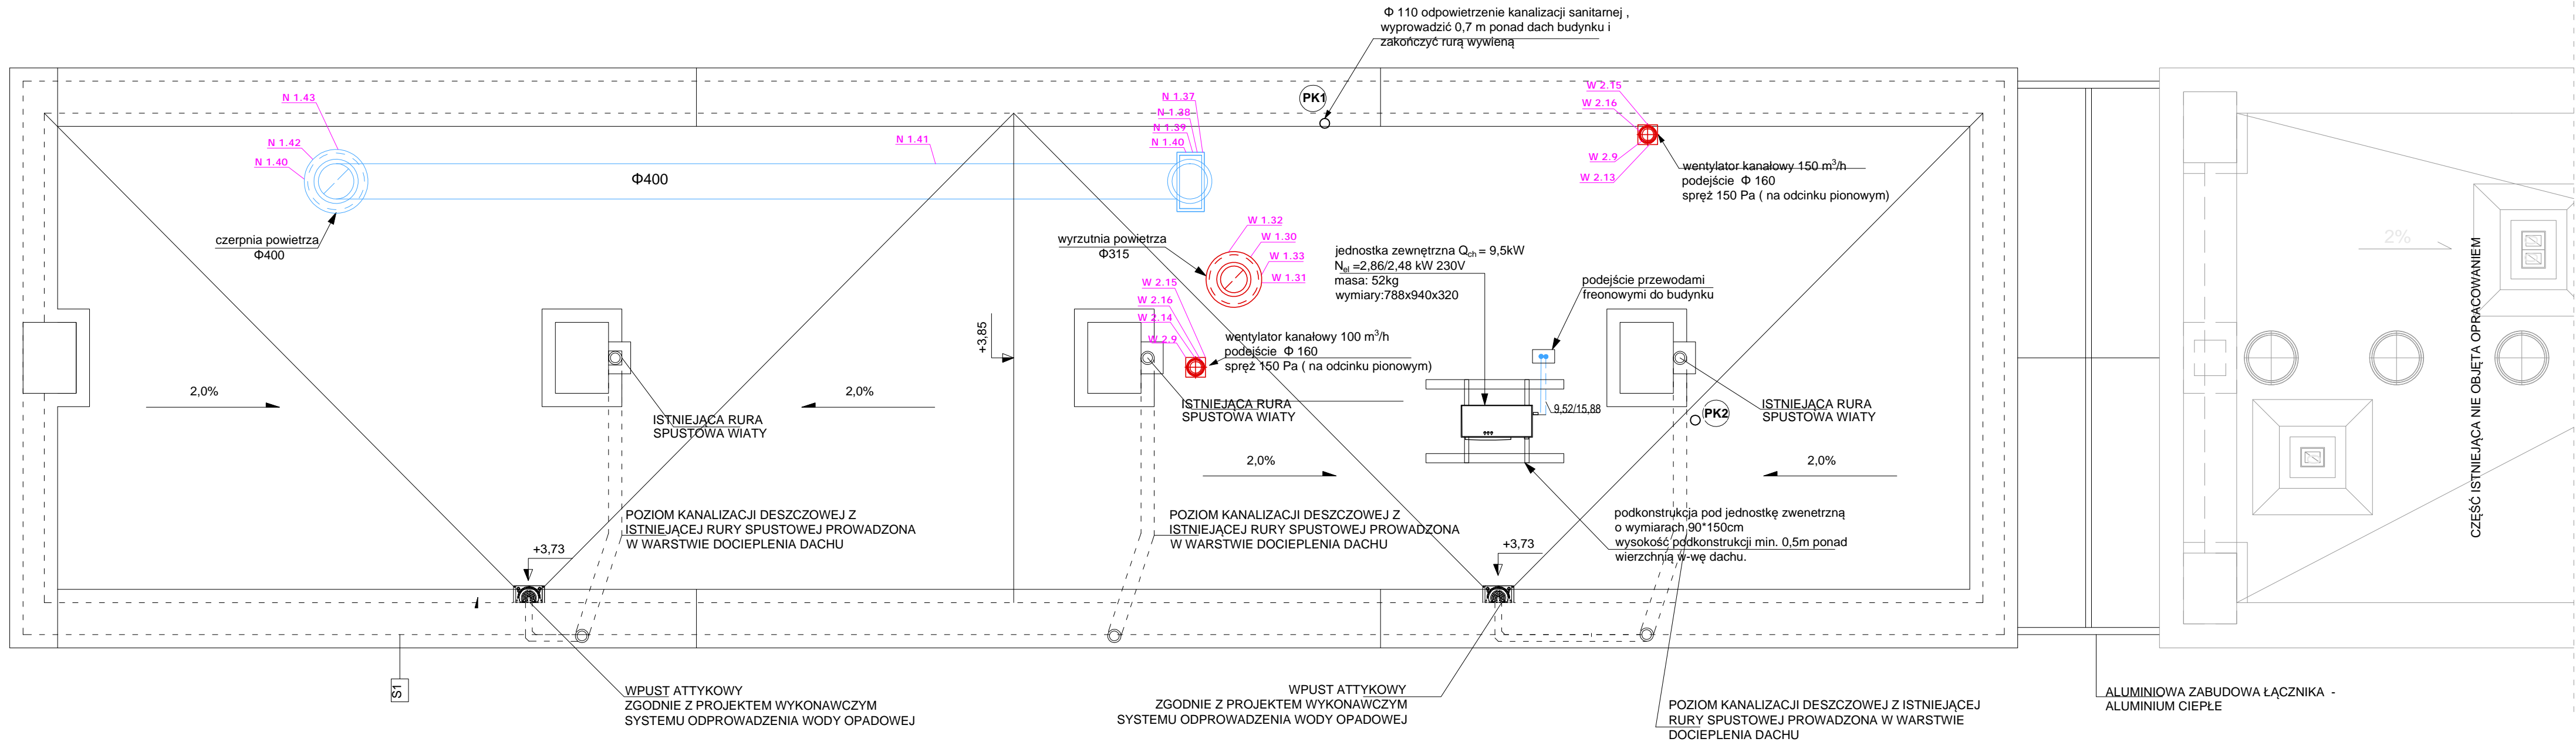 Φ 110 odpowietrzenie kanalizacji sanitarnej ,
wyprowadzić 0,7 m ponad dach budynku i
zakończyć rurą wywieną
PK1
N 1.43
N 1.42
N 1.40
Φ400
N 1.41
N 1.37
N 1.38
N 1.39
N 1.40
W 2.15
W 2.16
W 2.9
W 2.13
wentylator kanałowy 150 m³/h
podejście Φ 160
spręż 150 Pa ( na odcinku pionowym)
czerpnia powietrza
Φ400
wyrzutnia powietrza
Φ315
W 1.32
W 1.30
W 1.33
W 1.31
jednostka zewnętrzna Qch = 9,5kW
Nel =2,86/2,48 kW 230V
masa: 52kg
wymiary:788x940x320
podejście przewodami
freonowymi do budynku
2%
CZĘŚĆ ISTNIEJĄCA NIE OBJĘTA OPRACOWANIEM
W 2.15
W 2.16
W 2.14
W 2.9
wentylator kanałowy 100 m³/h
podejście Φ 160
spręż 150 Pa ( na odcinku pionowym)
+3,85
2,0%
2,0%
ISTNIEJĄCA RURA
SPUSTOWA WIATY
ISTNIEJĄCA RURA
SPUSTOWA WIATY
9,52/15,88
PK2
ISTNIEJĄCA RURA
SPUSTOWA WIATY
2,0%
2,0%
POZIOM KANALIZACJI DESZCZOWEJ Z
ISTNIEJĄCEJ RURY SPUSTOWEJ PROWADZONA
W WARSTWIE DOCIEPLENIA DACHU
POZIOM KANALIZACJI DESZCZOWEJ Z
ISTNIEJĄCEJ RURY SPUSTOWEJ PROWADZONA
W WARSTWIE DOCIEPLENIA DACHU
podkonstrukcja pod jednostkę zwenetrzną
o wymiarach 90*150cm
wysokość podkonstrukcji min. 0,5m ponad
wierzchnią w-wę dachu.
+3,73
+3,73
S1
WPUST ATTYKOWY
ZGODNIE Z PROJEKTEM WYKONAWCZYM
SYSTEMU ODPROWADZENIA WODY OPADOWEJ
WPUST ATTYKOWY
ZGODNIE Z PROJEKTEM WYKONAWCZYM
SYSTEMU ODPROWADZENIA WODY OPADOWEJ
POZIOM KANALIZACJI DESZCZOWEJ Z ISTNIEJĄCEJ
RURY SPUSTOWEJ PROWADZONA W WARSTWIE
DOCIEPLENIA DACHU
ALUMINIOWA ZABUDOWA ŁĄCZNIKA -
ALUMINIUM CIEPŁE